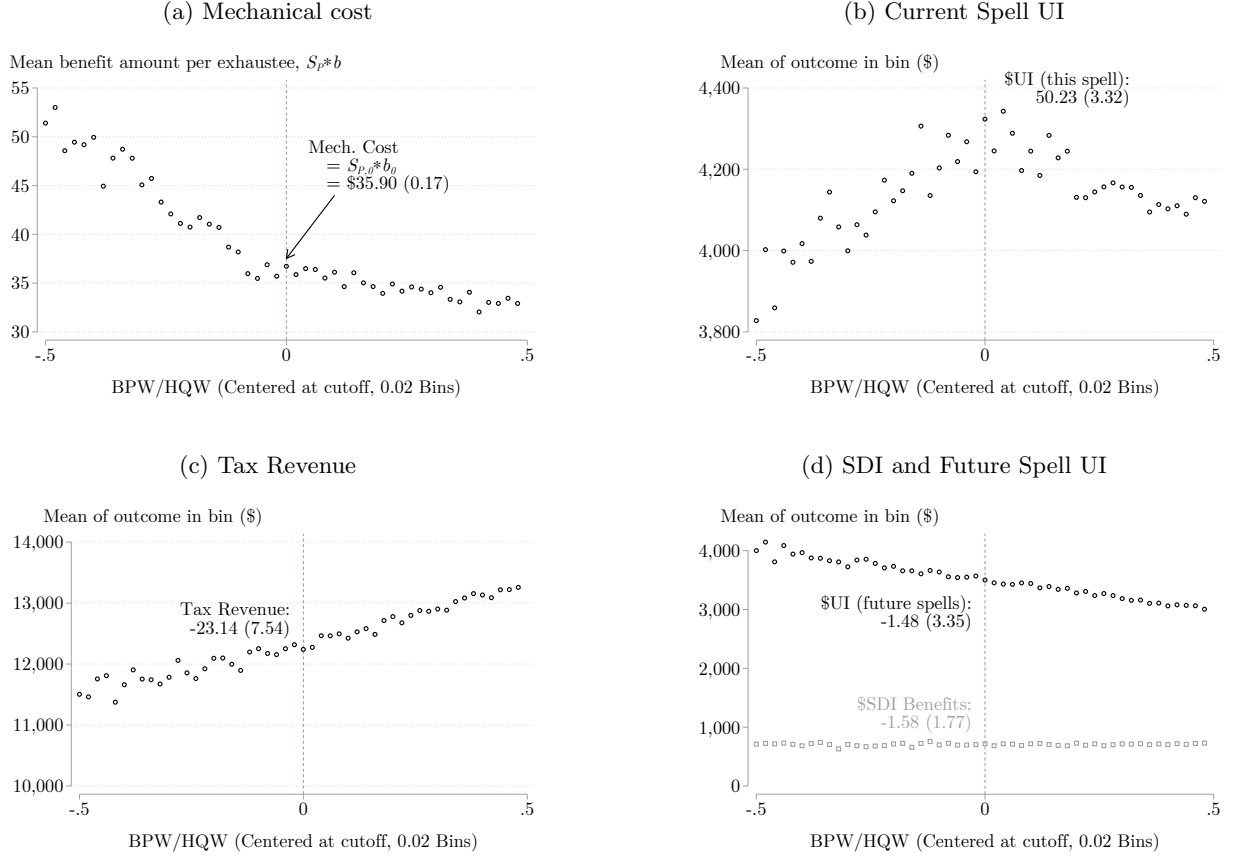 (a) Mechanical cost
Mean benefit amount per exhaustee, S_P*b
55
50
45
40
35
30
Mech. Cost
= S_{P,0}*b_0
= $35.90 (0.17)
-.5 0 .5
BPW/HQW (Centered at cutoff, 0.02 Bins)
(b) Current Spell UI
Mean of outcome in bin ($)
$UI (this spell):
50.23 (3.32)
4,400
4,200
4,000
3,800
-.5 0 .5
BPW/HQW (Centered at cutoff, 0.02 Bins)
(c) Tax Revenue
Mean of outcome in bin ($)
14,000
13,000
12,000
11,000
10,000
Tax Revenue:
-23.14 (7.54)
-.5 0 .5
BPW/HQW (Centered at cutoff, 0.02 Bins)
(d) SDI and Future Spell UI
Mean of outcome in bin ($)
4,000
3,000
2,000
1,000
0
$UI (future spells):
-1.48 (3.35)
$SDI Benefits:
-1.58 (1.77)
-.5 0 .5
BPW/HQW (Centered at cutoff, 0.02 Bins)